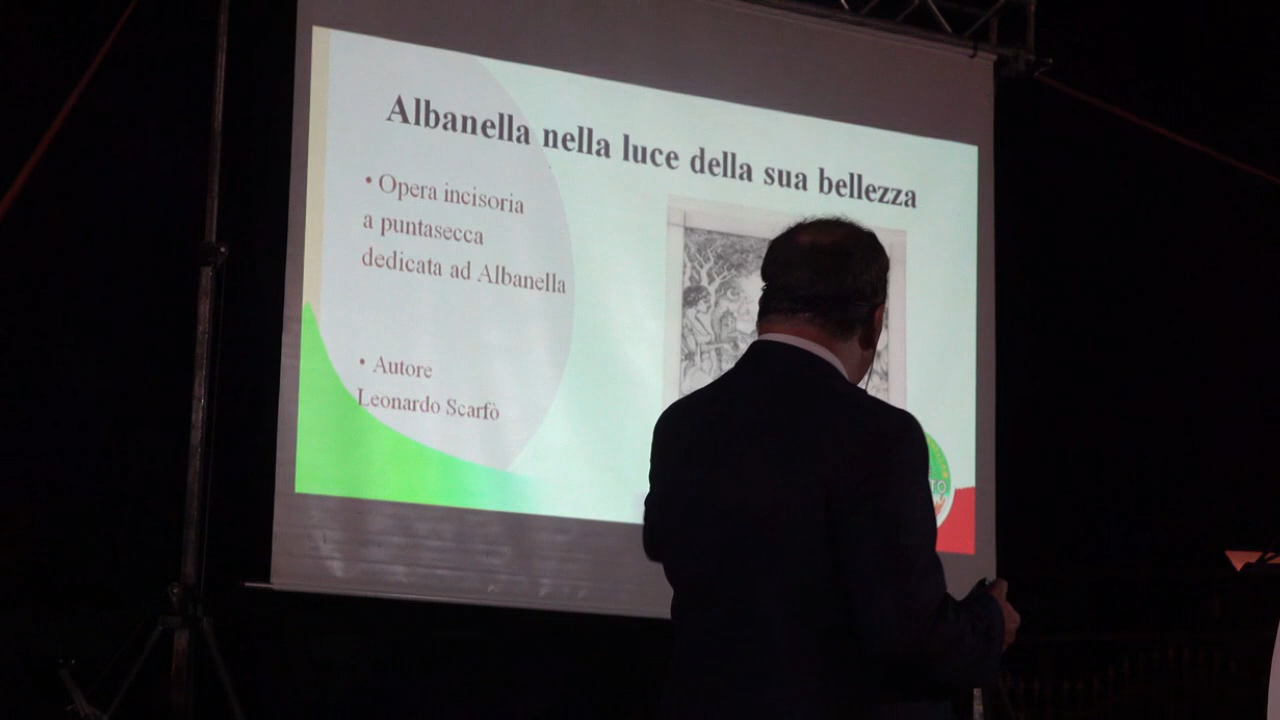 Albanella nella luce della sua bellezza
• Opera incisoria
a puntasecca
dedicata ad Albanella
• Autore
Leonardo Scarfò